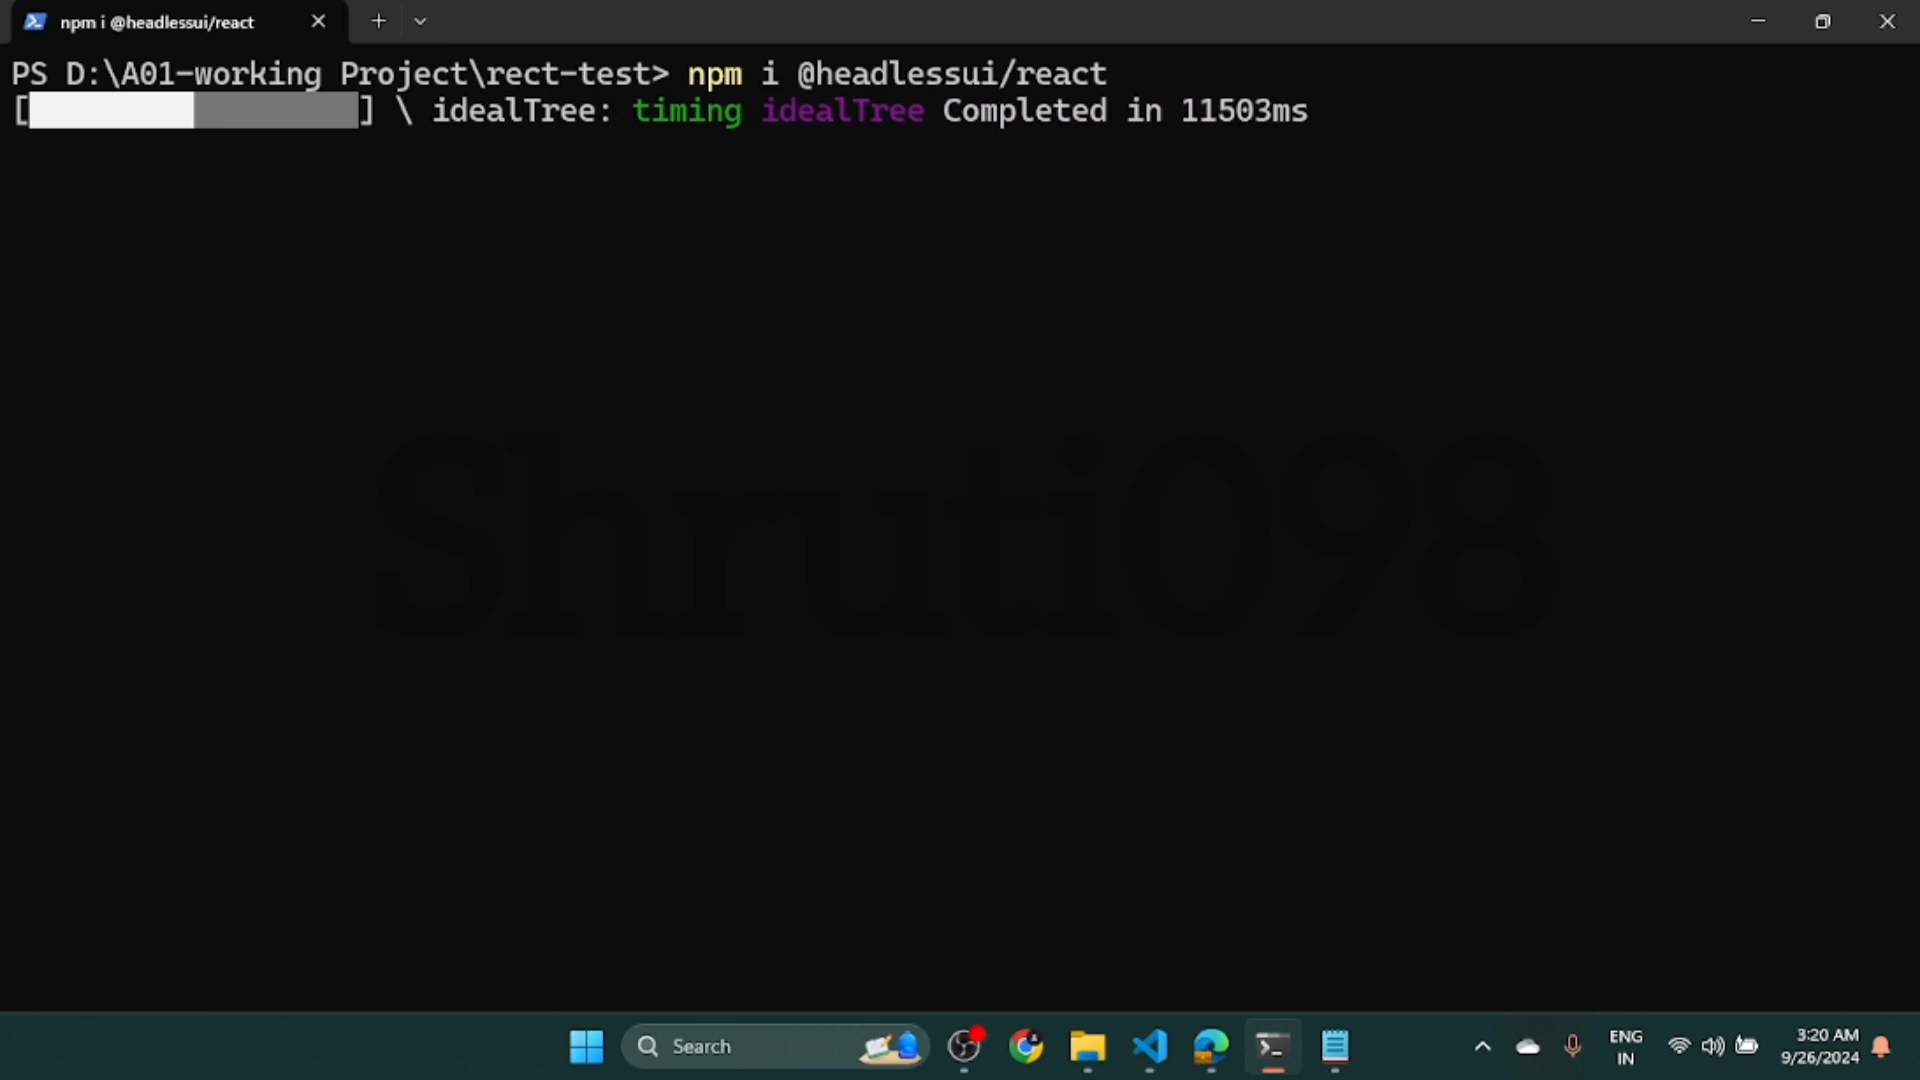 npm i @headlessui/react
PS D:\A01-working Project\rect-test> npm i @headlessui/react
[] \ idealTree: timing idealTree Completed in 11503ms
Shruti098
Search
ENG
IN
3:20 AM
9/26/2024